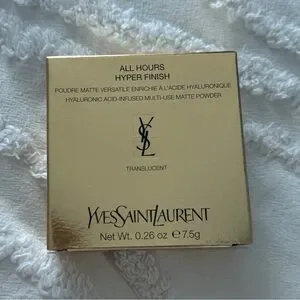 ALL HOURS
HYPER FINISH
POUDRE MATTE VERSATILE ENRICHIE À L'ACIDE HYALURONIQUE
HYALURONIC ACID-INFUSED MULTI-USE MATTE POWDER
YSL
TRANSLUCENT
YVESSAINTLAURENT
Net Wt. 0.26 oz ℮ 7.5g